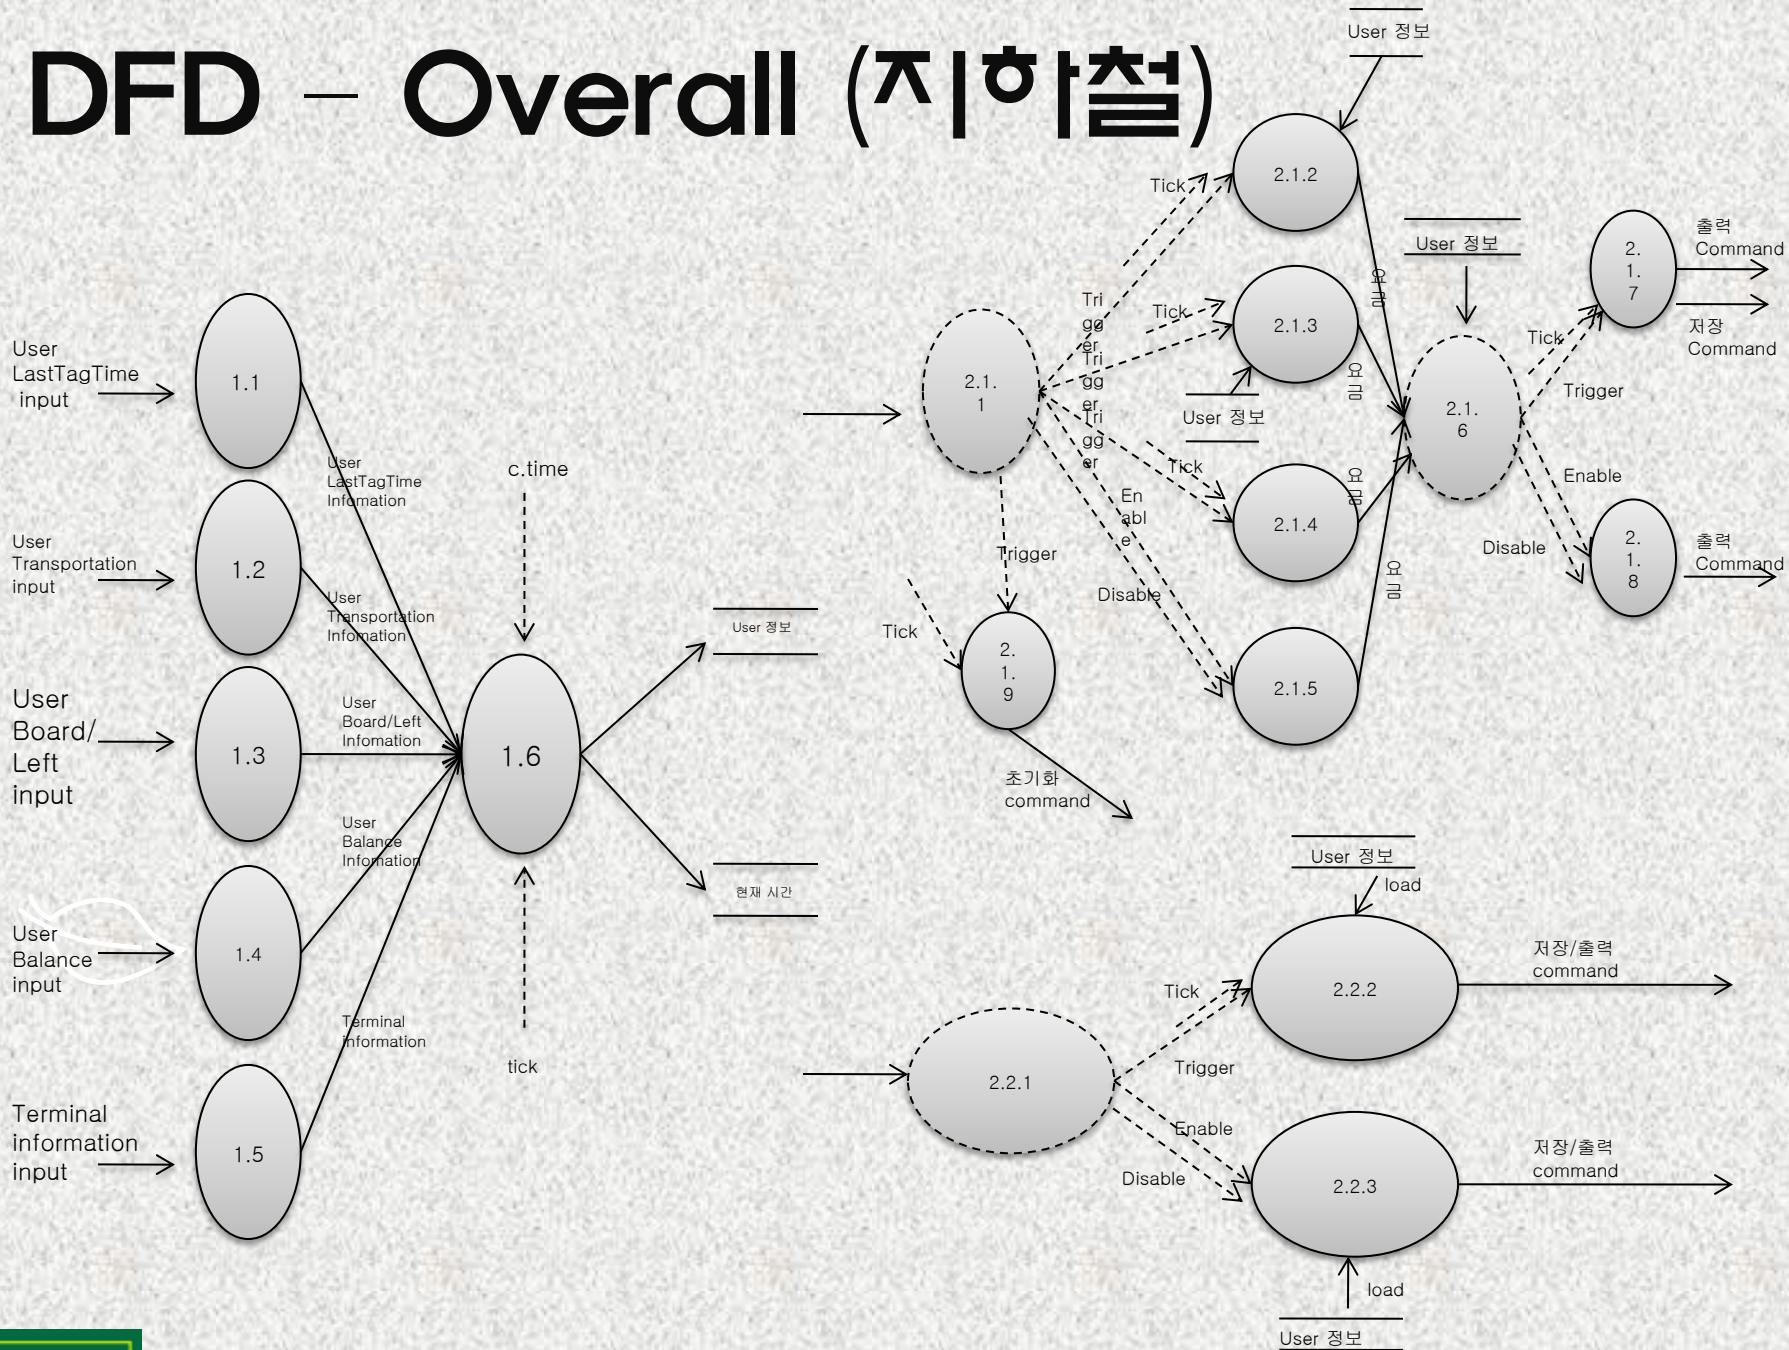 DFD – Overall (지하철)
User
LastTagTime
input
1.1
User
LastTagTime
Infomation
User
Transportation
input
1.2
User
Transportation
Infomation
User
Board/
Left
input
1.3
User
Board/Left
Infomation
User
Balance
input
1.4
User
Balance
Infomation
Terminal
information
input
1.5
Terminal
information
c.time
1.6
tick
User 정보
현재 시간
2.1.
1
Tri
gg
er
Tri
gg
er
Tri
gg
er
En
abl
e
Disable
Trigger
Tick
2.
1.
9
초기화
command
User 정보
Tick
2.1.2
요
금
Tick
2.1.3
요
금
User 정보
Tick
2.1.4
요
금
2.1.5
요
금
User 정보
2.1.
6
Tick
Trigger
Enable
Disable
2.
1.
7
출력
Command
저장
Command
2.
1.
8
출력
Command
2.2.1
Tick
Trigger
Enable
Disable
User 정보
load
2.2.2
저장/출력
command
2.2.3
저장/출력
command
load
User 정보